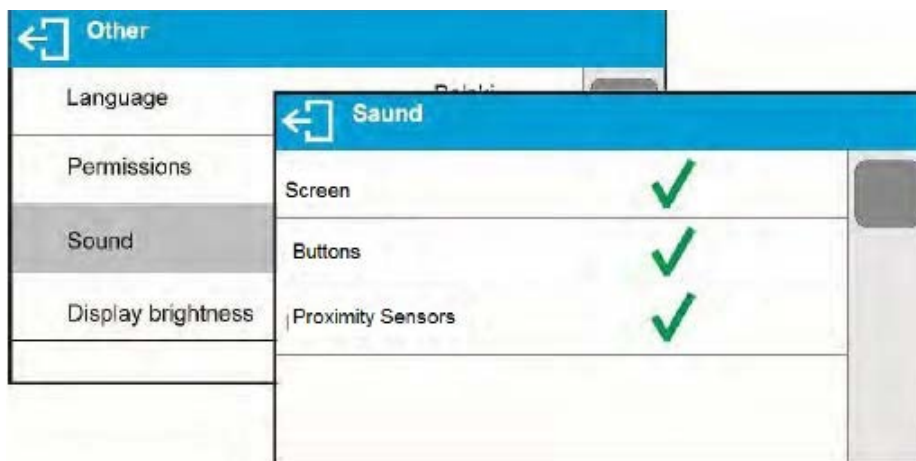 Other
Language
Permissions
Sound
Display brightness
Saund
Screen
Buttons
Proximity Sensors